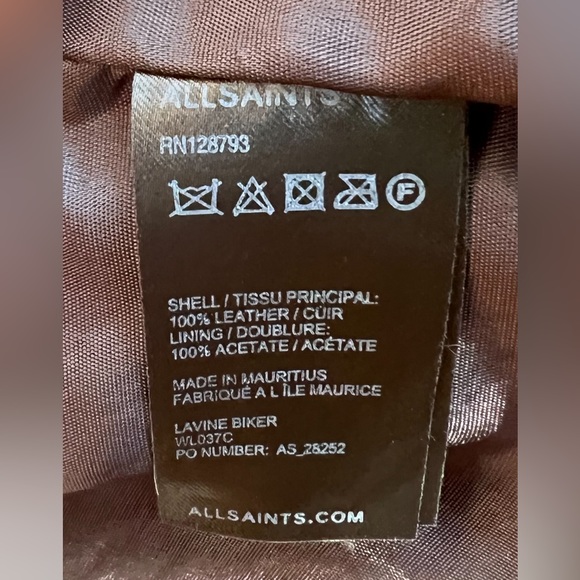 ALLSAINTS
RN128793
F
SHELL / TISSU PRINCIPAL:
100% LEATHER / CUIR
LINING / DOUBLURE:
100% ACETATE / ACÉTATE
MADE IN MAURITIUS
FABRIQUÉ A L ÎLE MAURICE
LAVINE BIKER
WL037C
PO NUMBER: AS_28252
ALLSAINTS.COM